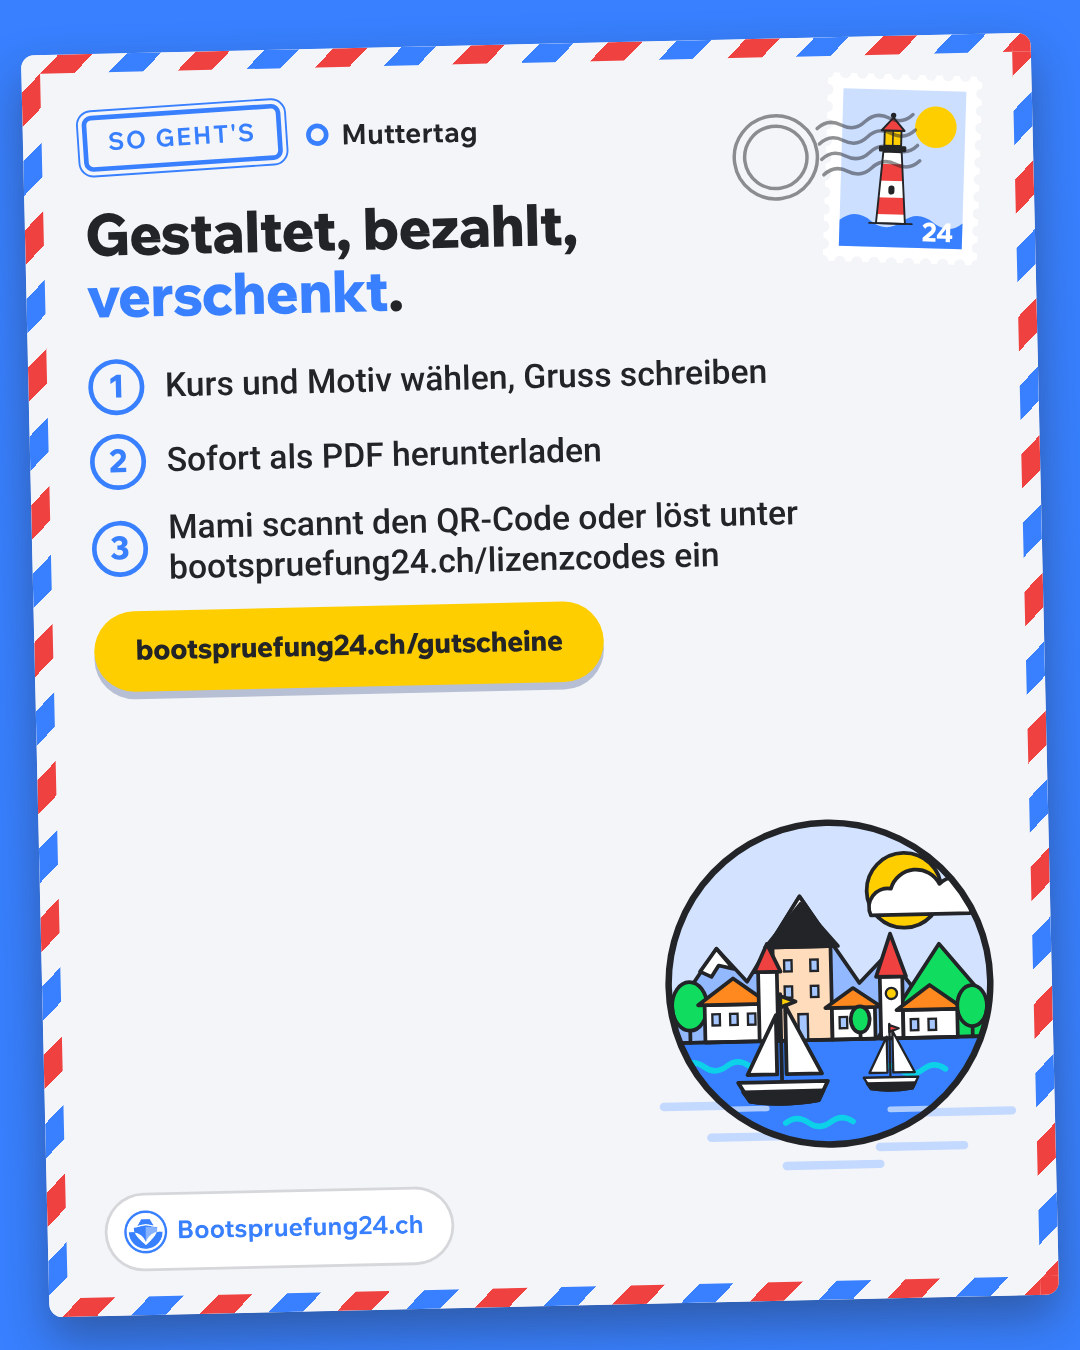 SO GEHT'S
Muttertag
24
Gestaltet, bezahlt,
verschenkt.
1 Kurs und Motiv wählen, Gruss schreiben
2 Sofort als PDF herunterladen
3 Mami scannt den QR-Code oder löst unter
bootspruefung24.ch/lizenzcodes ein
bootspruefung24.ch/gutscheine
Bootspruefung24.ch